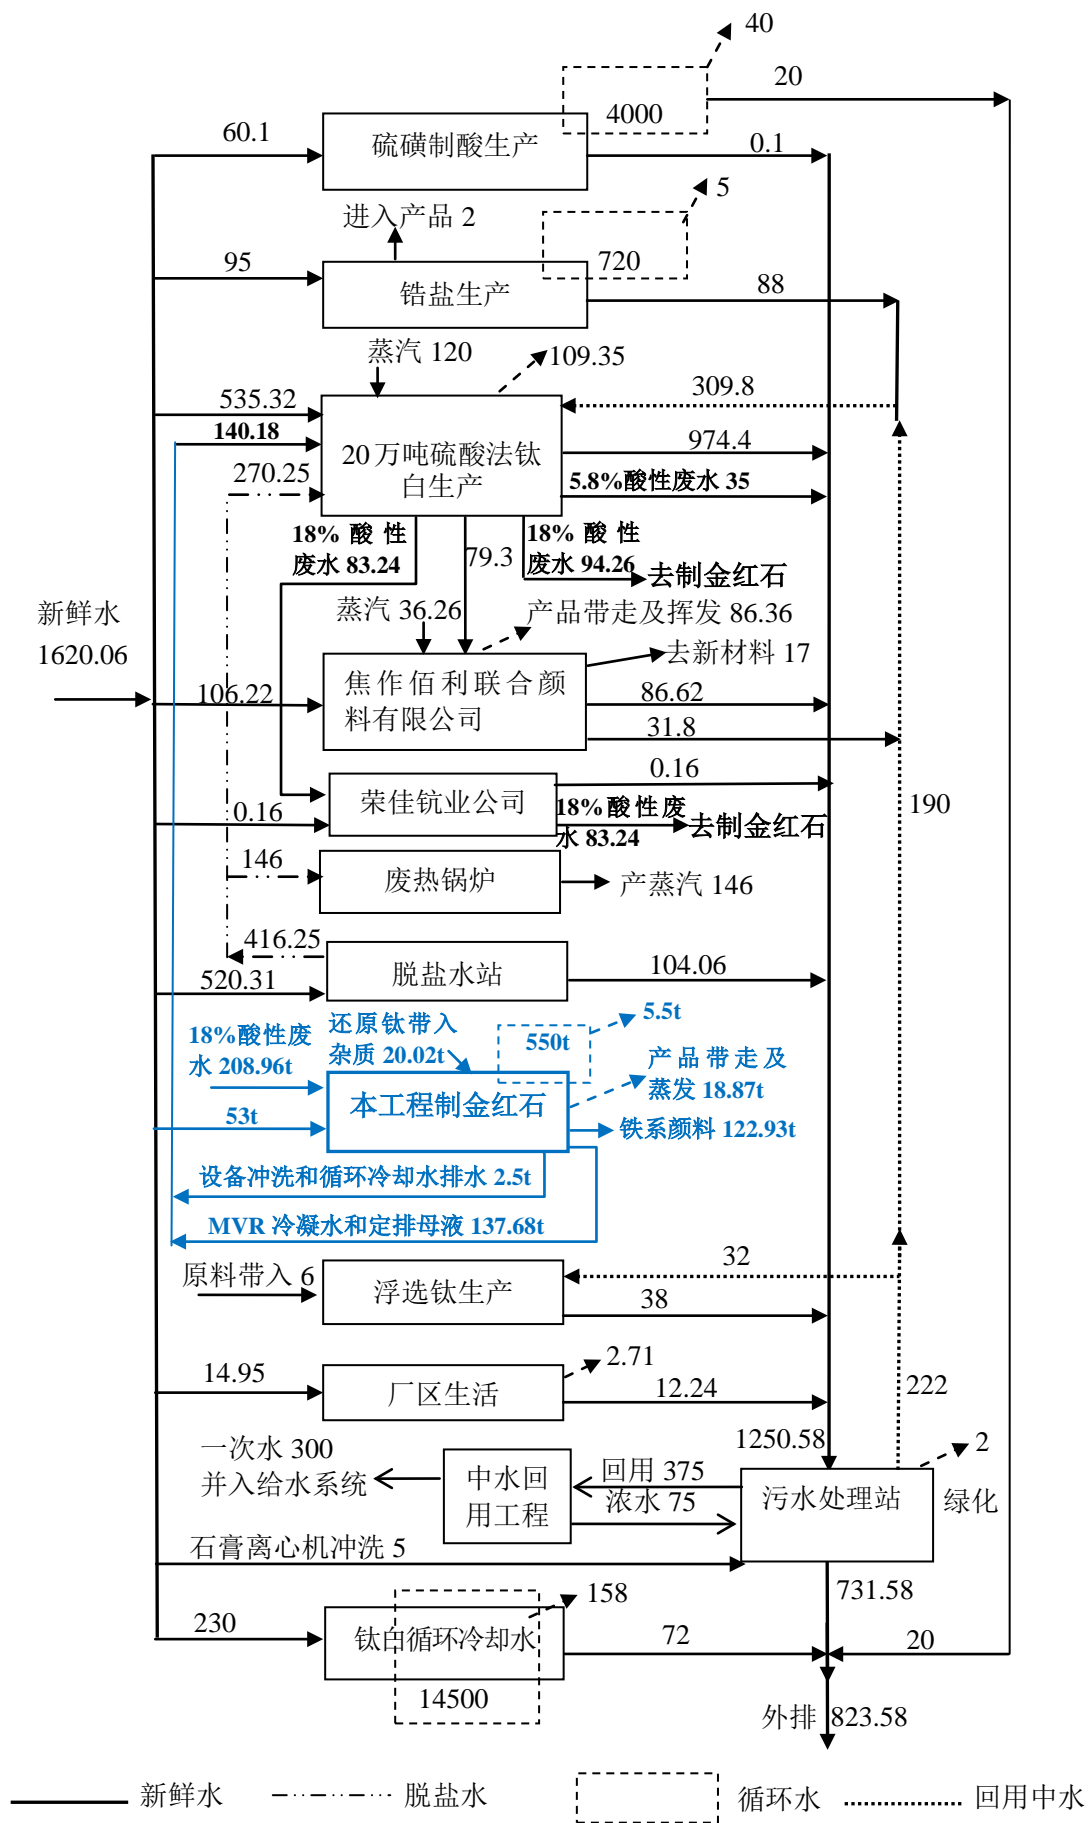 40
20
4000
60.1
硫磺制酸生产
0.1
5
进入产品 2
720
95
锆盐生产
88
蒸汽 120
109.35
309.8
535.32
140.18
20 万吨硫酸法钛
白生产
974.4
270.25
5.8%酸性废水 35
18% 酸 性
废水 83.24
79.3
18% 酸 性
废水 94.26
去制金红石
新鲜水
1620.06
蒸汽 36.26
产品带走及挥发 86.36
去新材料 17
106.22
焦作佰利联合颜
料有限公司
86.62
31.8
荣佳钪业公司
0.16
0.16
18% 酸性废
水 83.24
去制金红石
190
146
废热锅炉
产蒸汽 146
416.25
脱盐水站
104.06
520.31
18%酸性废
水 208.96t
还原钛带入
杂质 20.02t
550t
5.5t
产品带走及
蒸发 18.87t
本工程制金红石
53t
铁系颜料 122.93t
设备冲洗和循环冷却水排水 2.5t
MVR 冷凝水和定排母液 137.68t
原料带入 6
浮选钛生产
32
38
14.95
厂区生活
2.71
12.24
222
1250.58
2
一次水 300
并入给水系统
中水回
用工程
回用 375
浓水 75
污水处理站
绿化
石膏离心机冲洗 5
731.58
158
230
钛白循环冷却水
72
20
14500
外排
823.58
新鲜水
脱盐水
循环水
回用中水